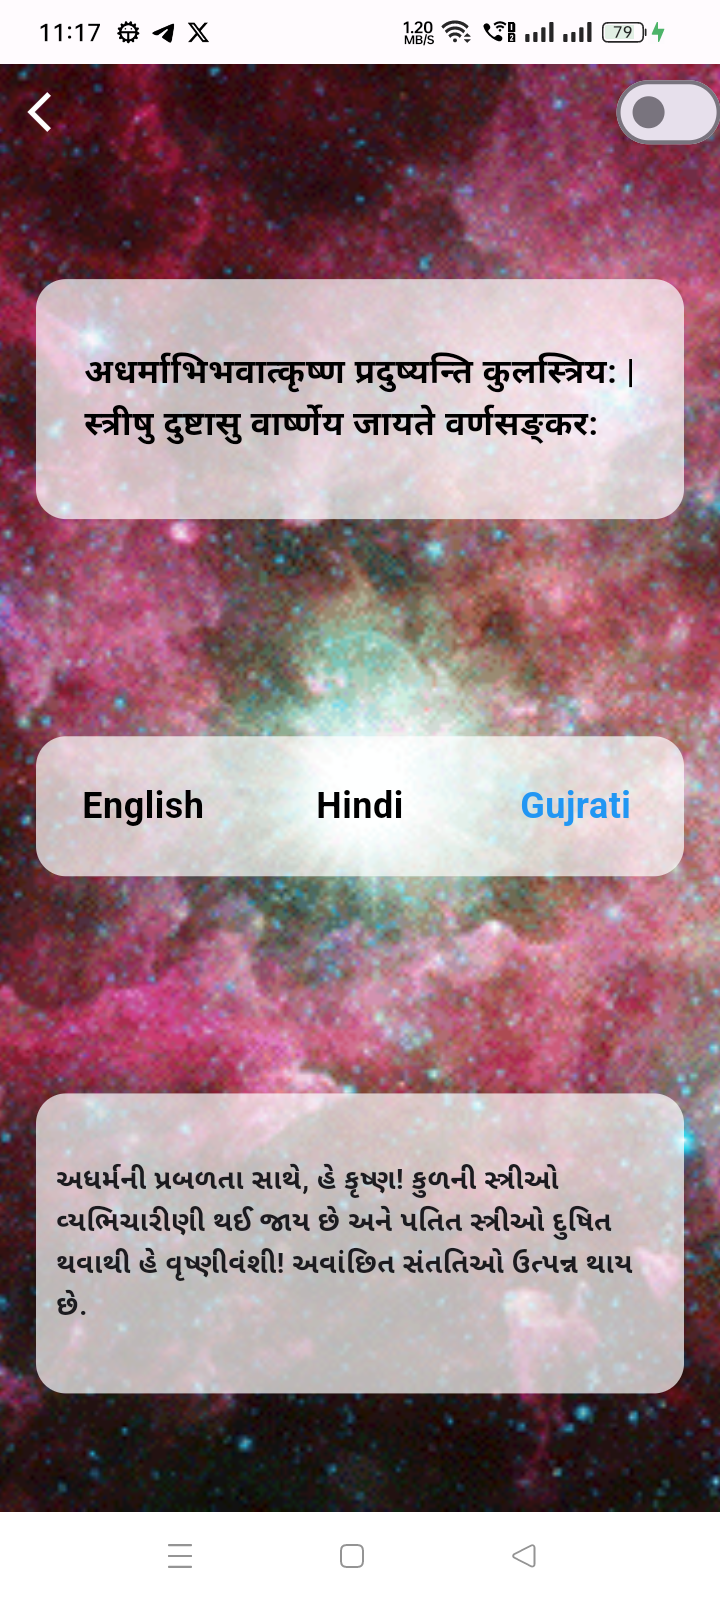 11:17
1.20
MB/S
79
अधर्माभिभवात्कृष्ण प्रदुष्यन्ति कुलस्त्रिय: |
स्त्रीषु दुष्टासु वार्ष्णेय जायते वर्णसङ्कर:
English Hindi Gujrati
અધર્મની પ્રબળતા સાથે, હે કૃષ્ણ! કુળની સ્ત્રીઓ
વ્યભિચારીણી થઈ જાય છે અને પતિત સ્ત્રીઓ દુષિત
થવાથી હે વૃષ્ણીવંશી! અવાંછિત સંતતિઓ ઉત્પન્ન થાય
છે.